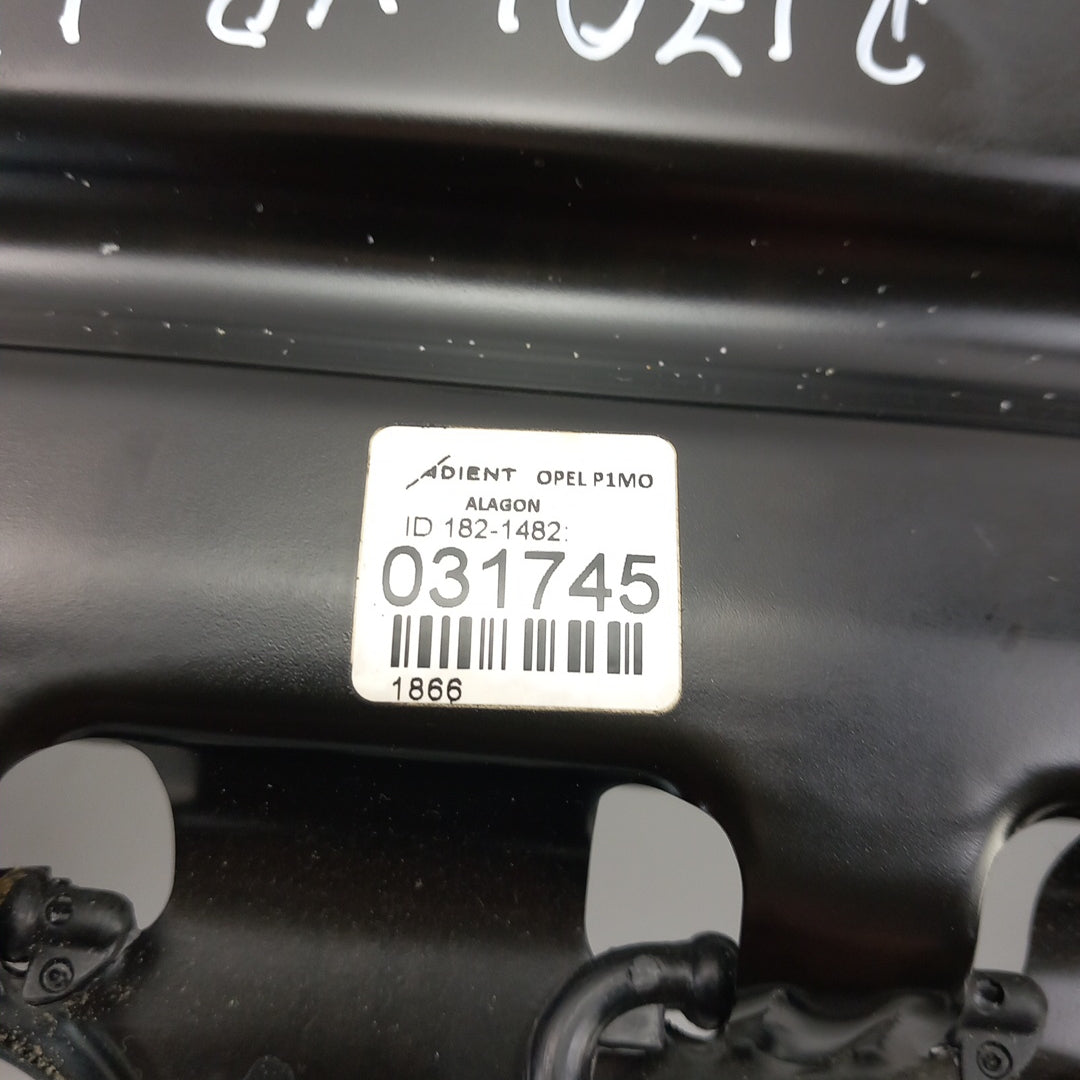 ADIENT OPEL P1MO
ALAGON
ID 182-1482:
031745
1866